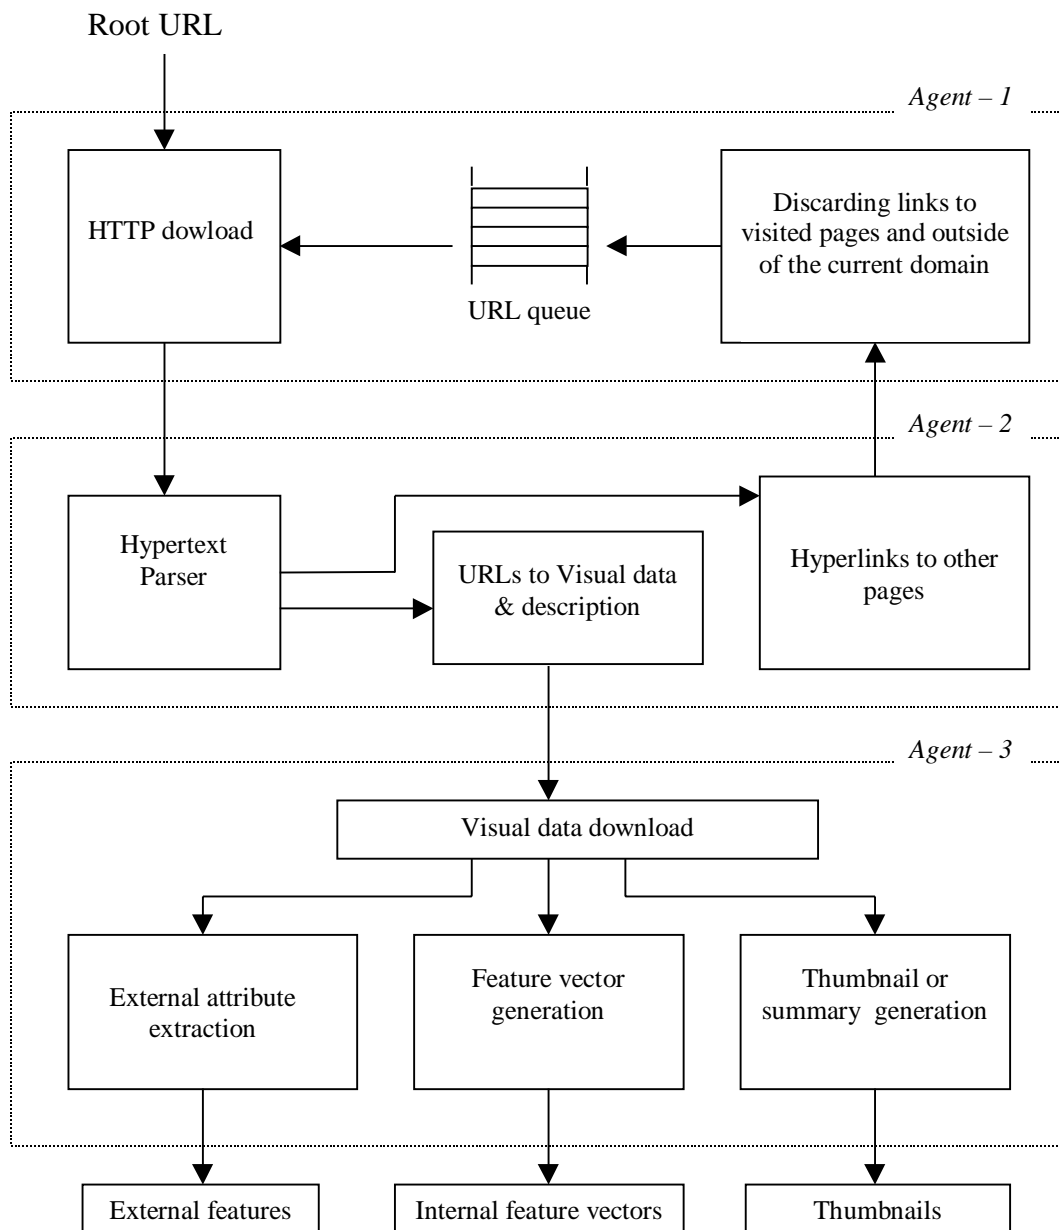 Root URL
Agent – 1
HTTP dowload
Discarding links to
visited pages and outside
of the current domain
URL queue
Agent – 2
Hypertext
Parser
URLs to Visual data
& description
Hyperlinks to other
pages
Agent – 3
Visual data download
External attribute
extraction
Feature vector
generation
Thumbnail or
summary generation
External features
Internal feature vectors
Thumbnails